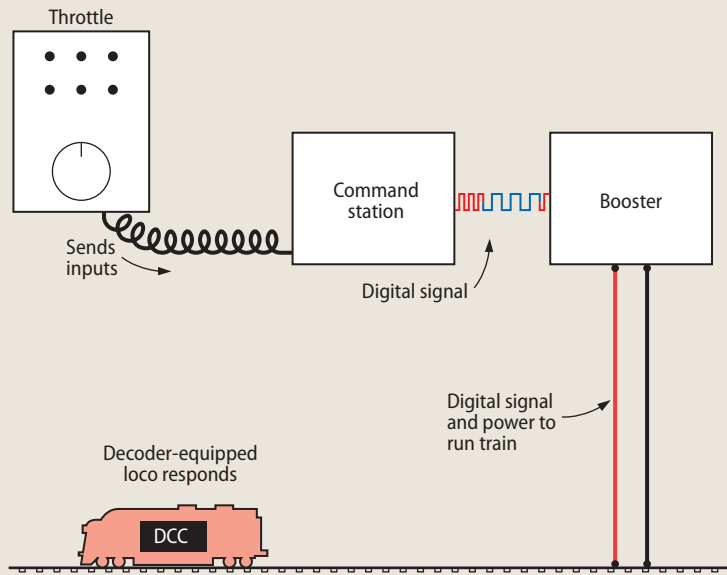 Throttle
Command
station
Booster
Sends
inputs
Digital signal
Digital signal
and power to
run train
Decoder-equipped
loco responds
DCC